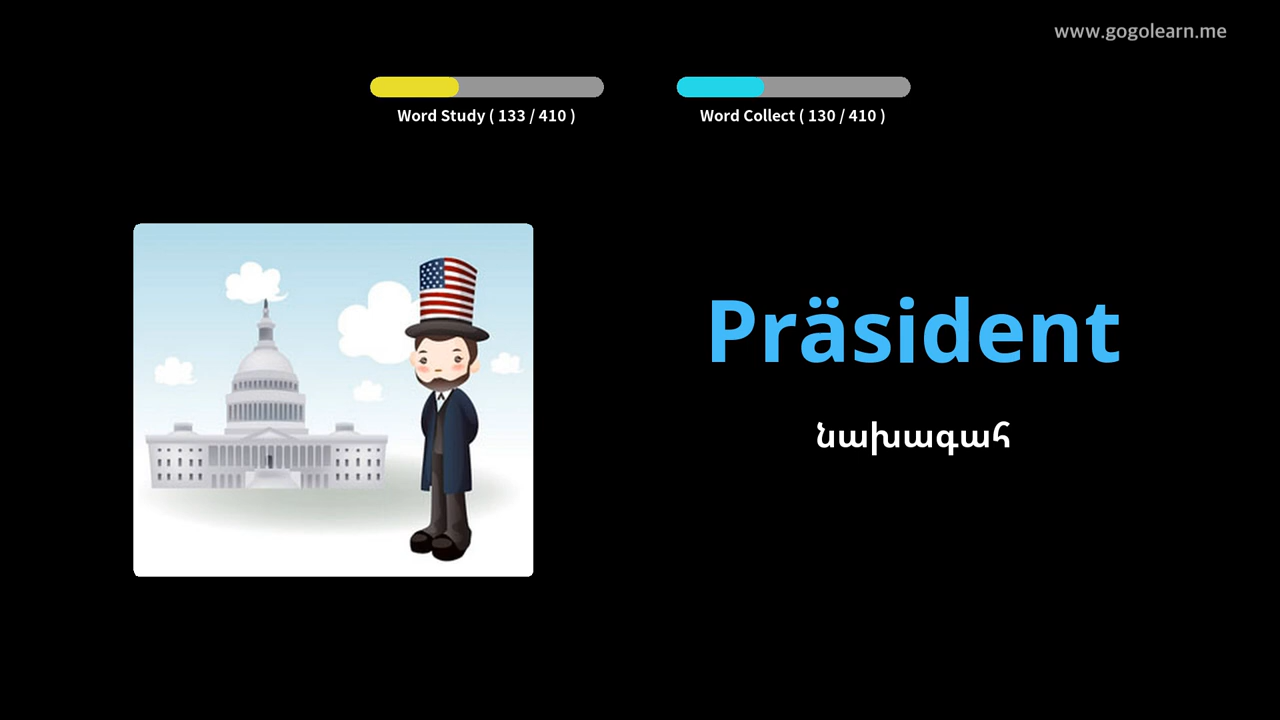 www.gogolearn.me
Word Study ( 133 / 410 )
Word Collect ( 130 / 410 )
Präsident
նախագահ